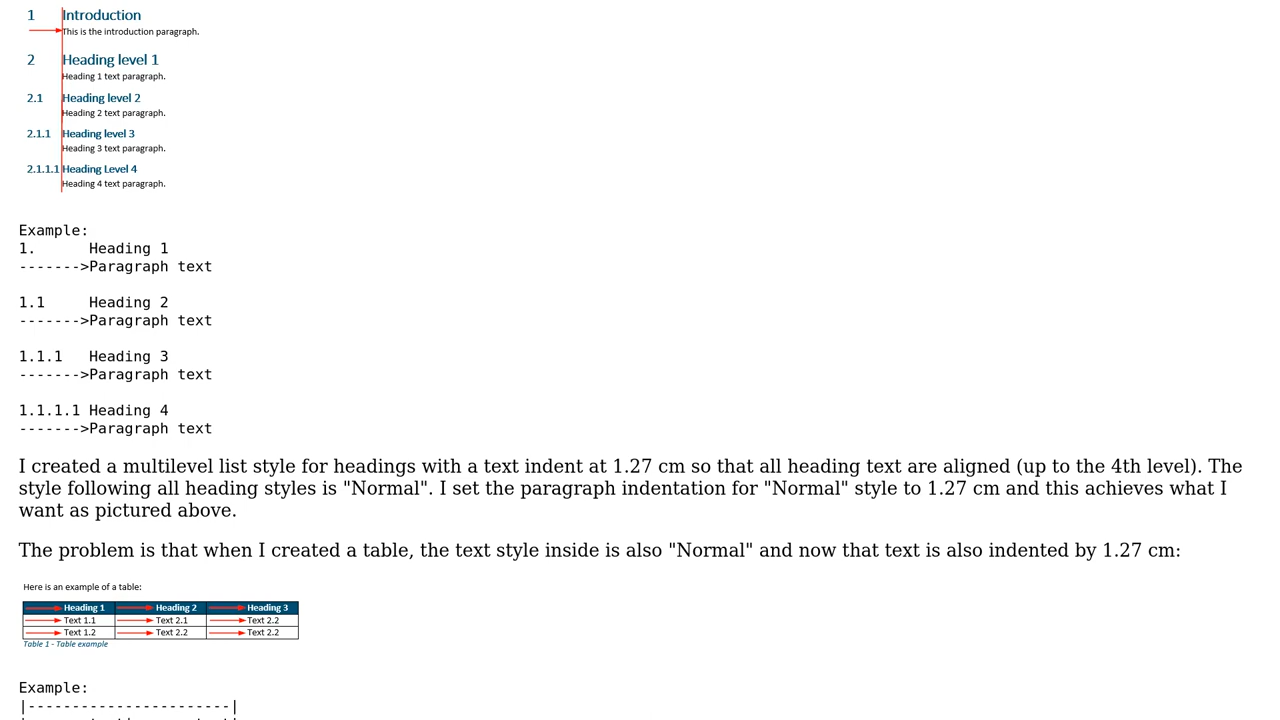 1 Introduction
This is the introduction paragraph.
2 Heading level 1
Heading 1 text paragraph.
2.1 Heading level 2
Heading 2 text paragraph.
2.1.1 Heading level 3
Heading 3 text paragraph.
2.1.1.1 Heading Level 4
Heading 4 text paragraph.
Example:
1.      Heading 1
------->Paragraph text
1.1     Heading 2
------->Paragraph text
1.1.1   Heading 3
------->Paragraph text
1.1.1.1 Heading 4
------->Paragraph text
I created a multilevel list style for headings with a text indent at 1.27 cm so that all heading text are aligned (up to the 4th level). The
style following all heading styles is "Normal". I set the paragraph indentation for "Normal" style to 1.27 cm and this achieves what I
want as pictured above.
The problem is that when I created a table, the text style inside is also "Normal" and now that text is also indented by 1.27 cm:
Here is an example of a table:
Heading 1 Heading 2 Heading 3
Text 1.1 Text 2.1 Text 2.2
Text 1.2 Text 2.2 Text 2.2
Table 1 - Table example
Example:
|-----------------------|